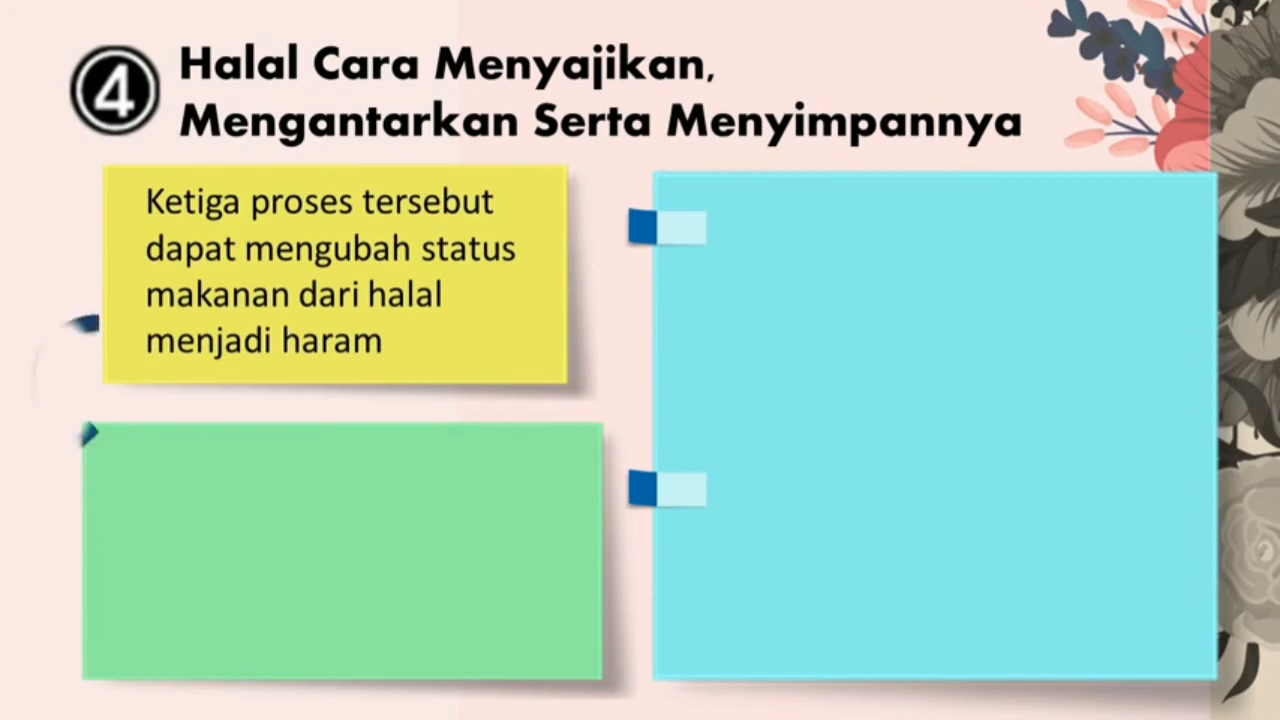 4
Halal Cara Menyajikan,
Mengantarkan Serta Menyimpannya
Ketiga proses tersebut
dapat mengubah status
makanan dari halal
menjadi haram